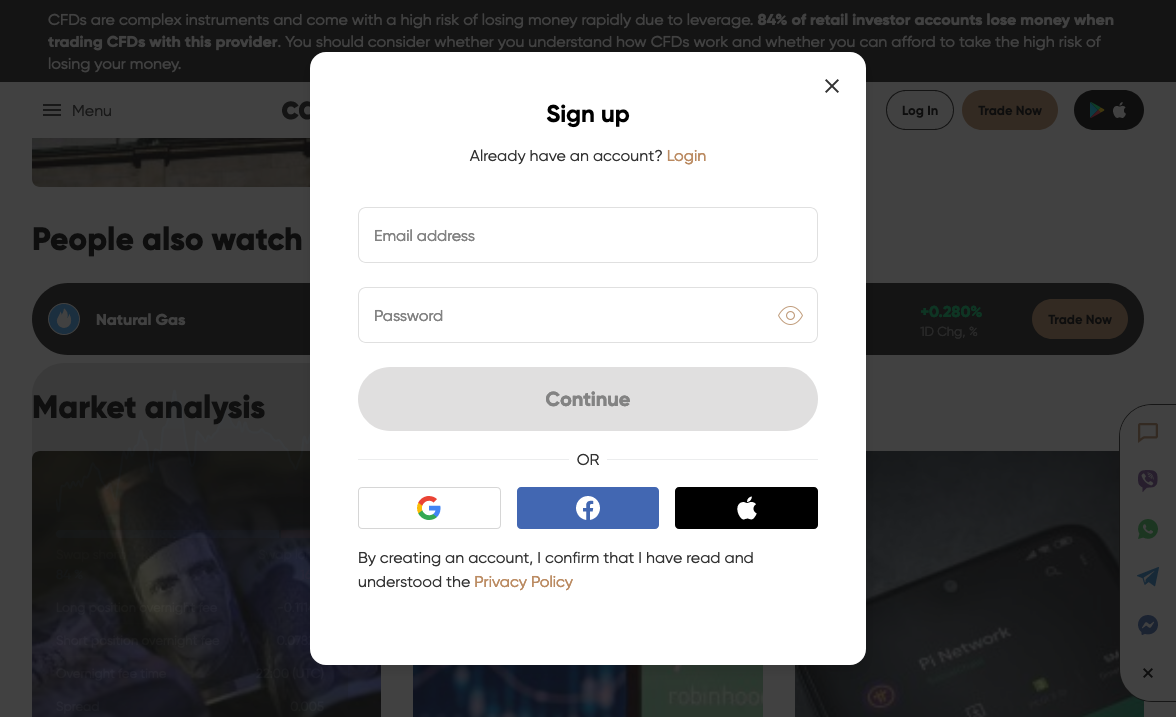 CFDs are complex instruments and come with a high risk of losing money rapidly due to leverage. 84% of retail investor accounts lose money when
trading CFDs with this provider. You should consider whether you understand how CFDs work and whether you can afford to take the high risk of
losing your money.
Menu
Log In
Trade Now
Sign up
Already have an account? Login
Email address
Password
Continue
OR
By creating an account, I confirm that I have read and
understood the Privacy Policy
People also watch
Natural Gas
+0.280%
1D Chg, %
Trade Now
Market analysis
Pi Network
robinhood